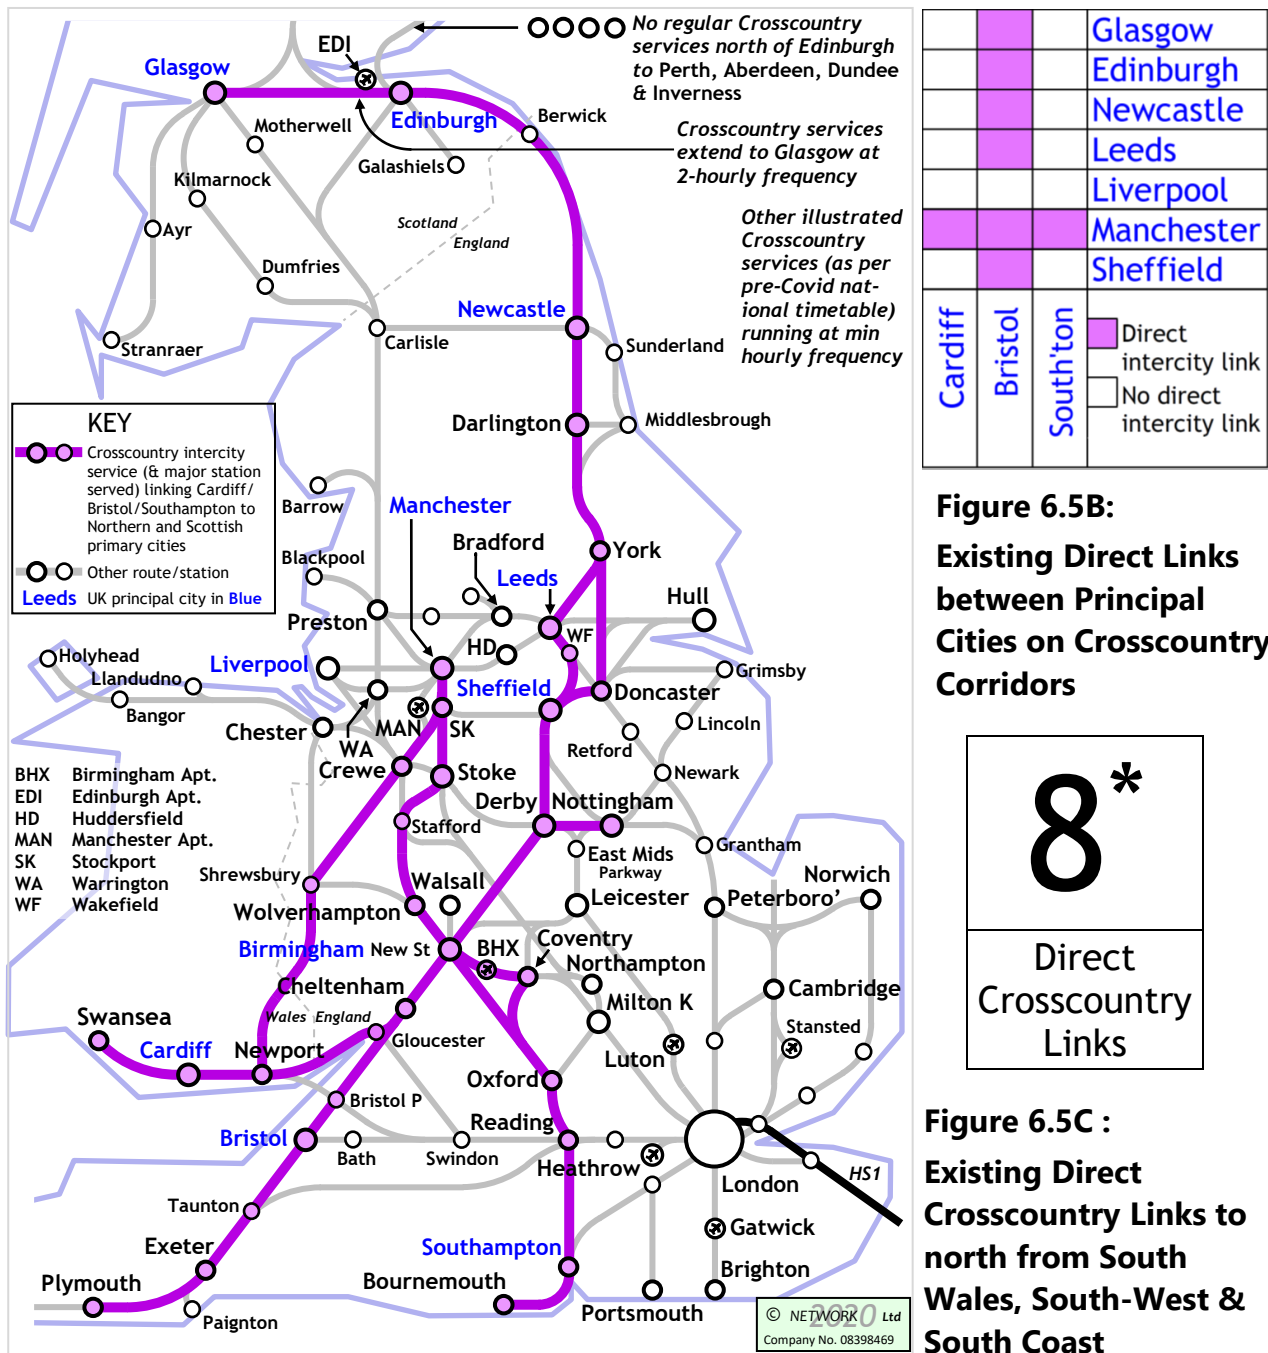 No regular Crosscountry
services north of Edinburgh
to Perth, Aberdeen, Dundee
& Inverness
EDI
Glasgow
Edinburgh
Berwick
Motherwell
Galashiels
Crosscountry services
extend to Glasgow at
2-hourly frequency
Kilmarnock
Ayr
Scotland
England
Other illustrated
Crosscountry
services (as per
pre-Covid nat-
ional timetable)
running at min
hourly frequency
Dumfries
Newcastle
Stranraer
Carlisle
Sunderland
Darlington
Middlesbrough
KEY
Crosscountry intercity
service (& major station
served) linking Cardiff/
Bristol/Southampton to
Northern and Scottish
primary cities
Other route/station
Leeds UK principal city in Blue
Barrow
Manchester
Bradford
York
Blackpool
Leeds
Hull
Preston
HD
WF
Holyhead
Llandudno
Bangor
Liverpool
Sheffield
Doncaster
Grimsby
Chester
WA
MAN
SK
Lincoln
Retford
Crewe
Stoke
Newark
BHX Birmingham Apt.
EDI Edinburgh Apt.
HD Huddersfield
MAN Manchester Apt.
SK Stockport
WA Warrington
WF Wakefield
Derby
Nottingham
Stafford
Grantham
East Mids
Parkway
Shrewsbury
Walsall
Leicester
Norwich
Peterboro'
Wolverhampton
Birmingham New St
BHX
Coventry
Northampton
Cheltenham
Milton K
Cambridge
Swansea
Wales England
Stansted
Cardiff
Newport
Gloucester
Luton
Oxford
Bristol P
Reading
Bristol
Bath
Swindon
Heathrow
London
HS1
Taunton
Exeter
Southampton
Gatwick
Plymouth
Bournemouth
Brighton
Portsmouth
Paignton
© NETWORK 2020 Ltd
Company No. 08398469
Glasgow
Edinburgh
Newcastle
Leeds
Liverpool
Manchester
Sheffield
Cardiff
Bristol
South'ton
Direct
intercity link
No direct
intercity link
Figure 6.5B:
Existing Direct Links
between Principal
Cities on Crosscountry
Corridors
8*
Direct
Crosscountry
Links
Figure 6.5C :
Existing Direct
Crosscountry Links to
north from South
Wales, South-West &
South Coast